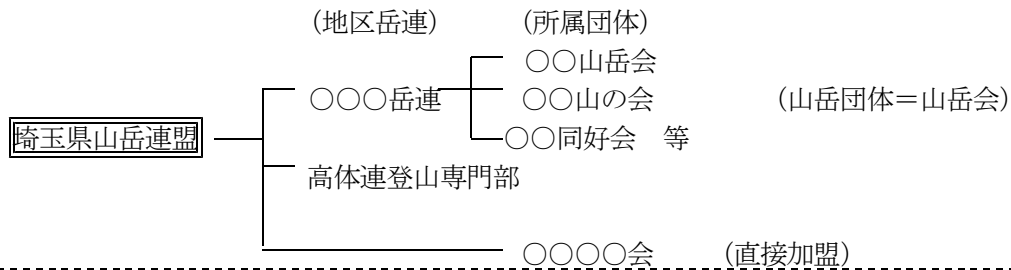 (地区岳連) (所属団体)
○○山岳会
○○○岳連 ○○山の会 (山岳団体=山岳会)
埼玉県山岳連盟 ○○同好会 等
高体連登山専門部
○○○○会 (直接加盟)